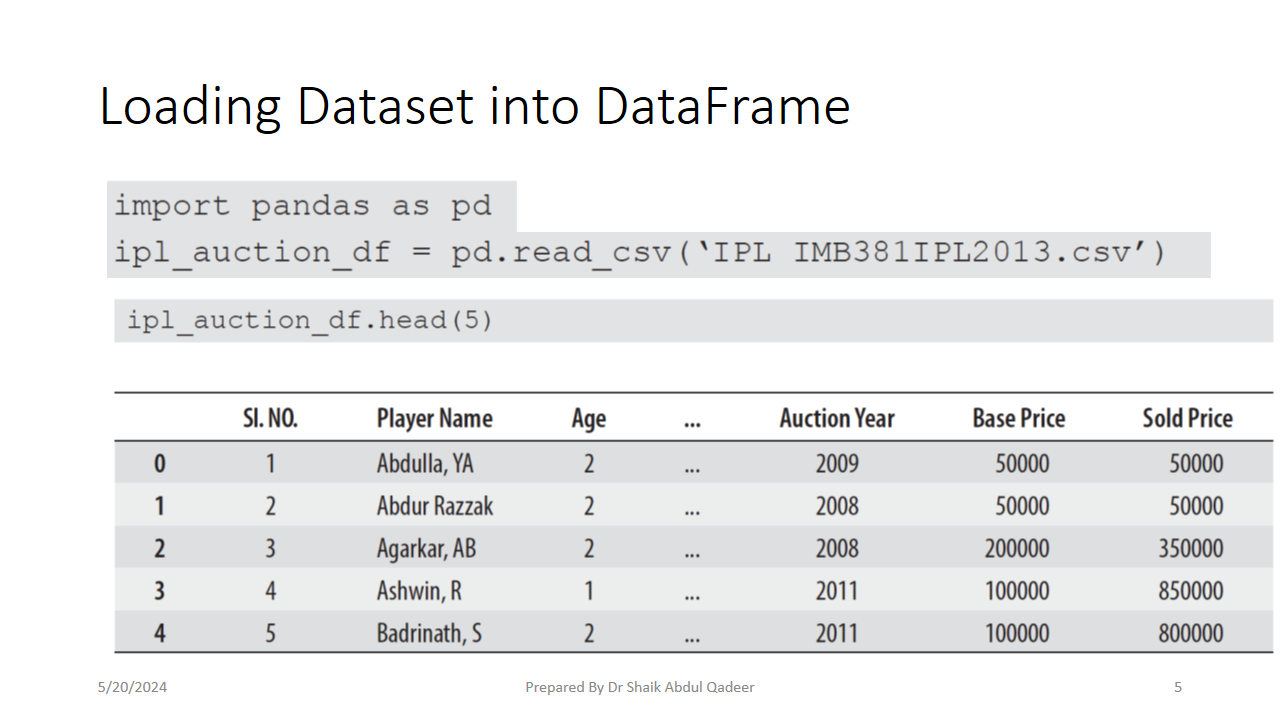 Loading Dataset into DataFrame
import pandas as pd
ipl_auction_df = pd.read_csv(‘IPL IMB381IPL2013.csv’)
ipl_auction_df.head(5)
Sl. NO. Player Name Age ... Auction Year Base Price Sold Price
0 1 Abdulla, YA 2 ... 2009 50000 50000
1 2 Abdur Razzak 2 ... 2008 50000 50000
2 3 Agarkar, AB 2 ... 2008 200000 350000
3 4 Ashwin, R 1 ... 2011 100000 850000
4 5 Badrinath, S 2 ... 2011 100000 800000
5/20/2024 Prepared By Dr Shaik Abdul Qadeer 5